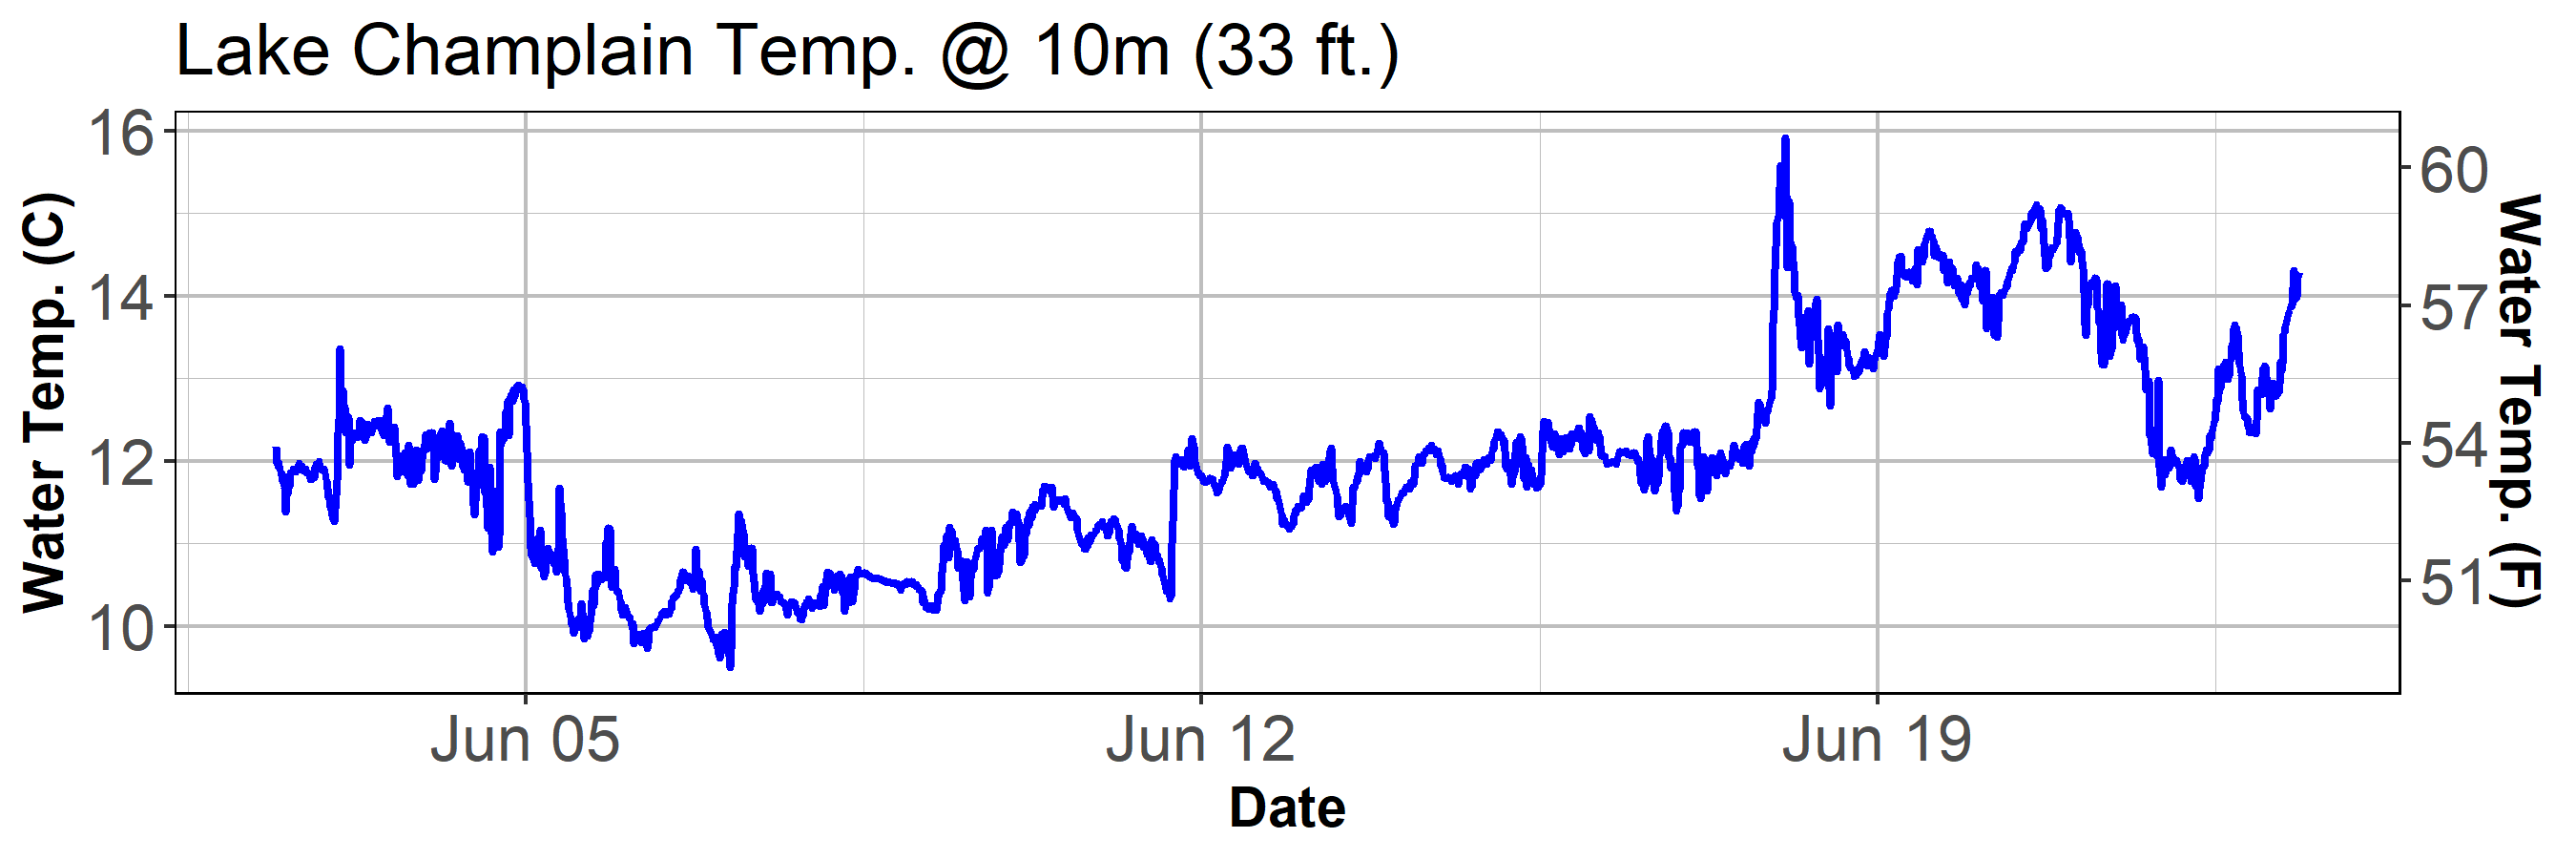 Lake Champlain Temp. @ 10m (33 ft.)
16
14
12
10
Water Temp. (C)
60
57
54
51
Water Temp. (F)
Jun 05
Jun 12
Jun 19
Date